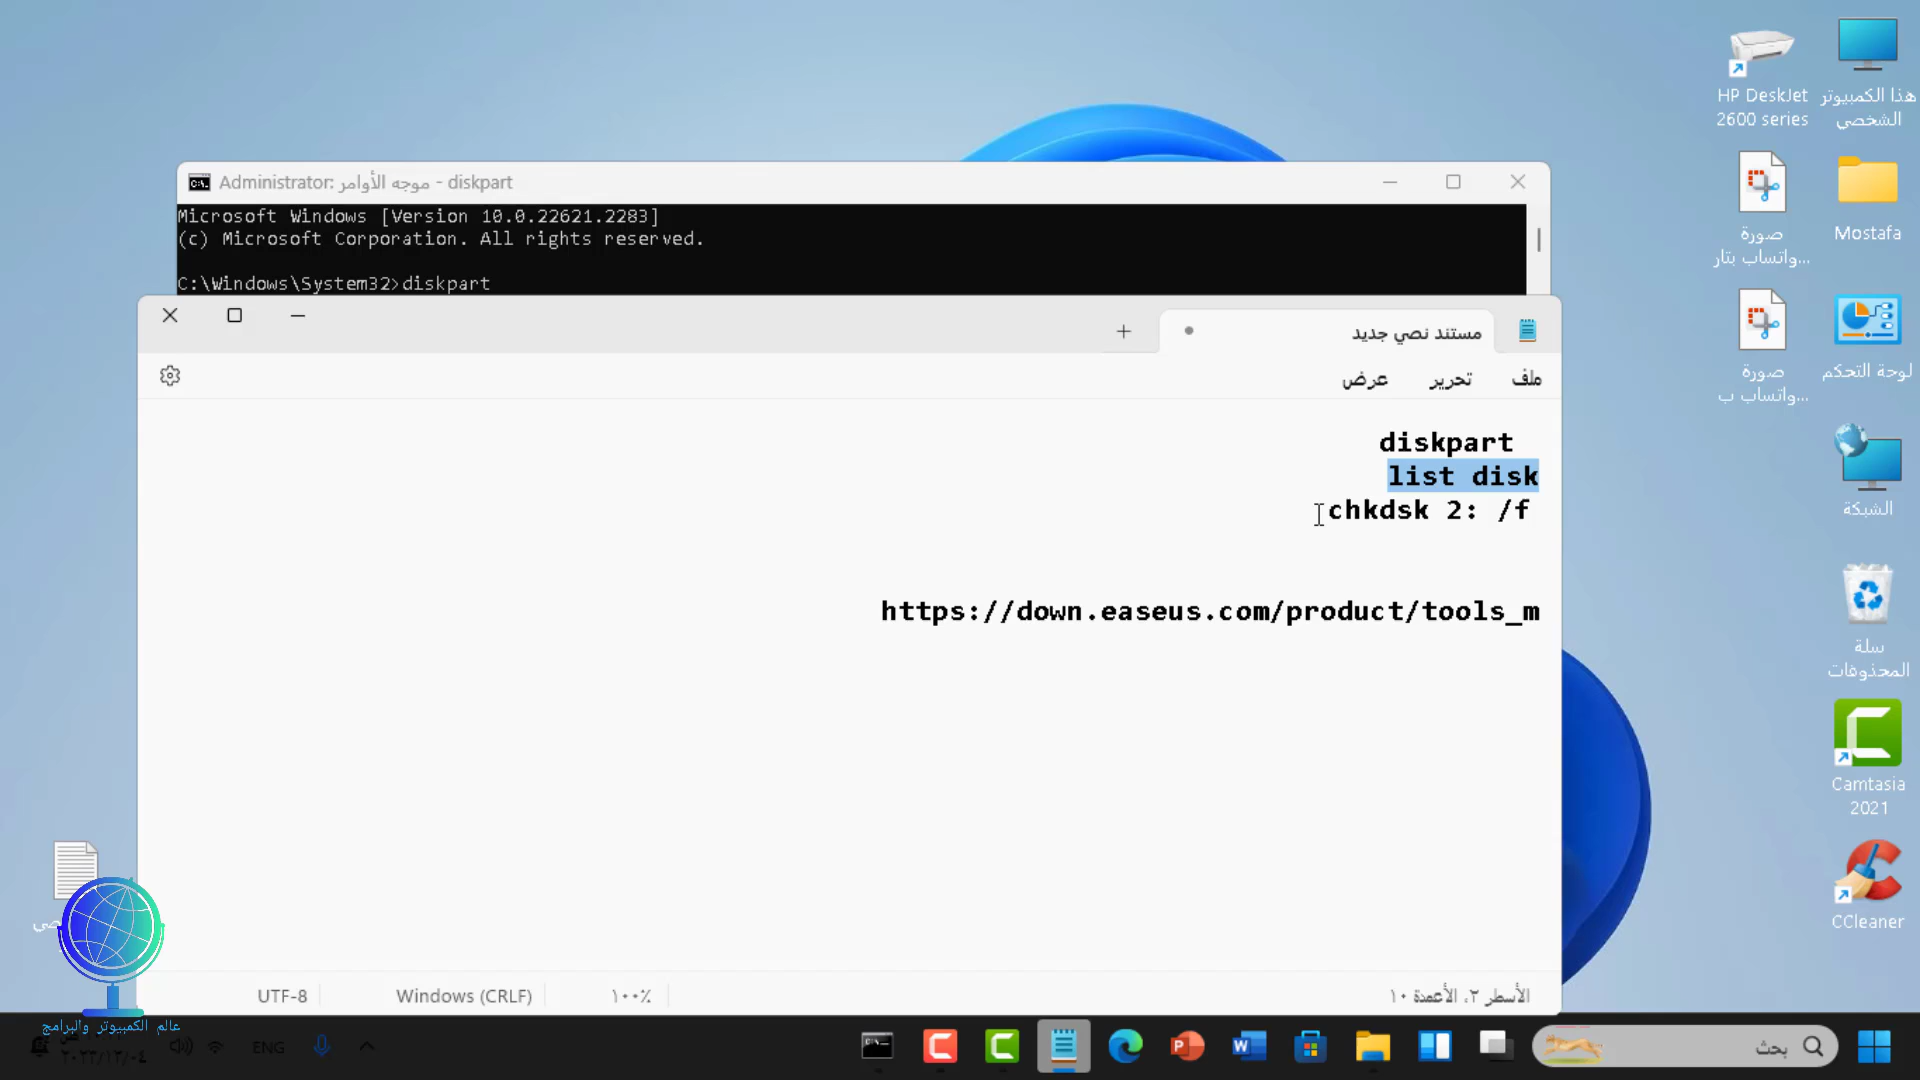 HP DeskJet
2600 series
هذا الكمبيوتر
الشخصي
صورة
واتساب بتار...
Mostafa
صورة
واتساب ب...
لوحة التحكم
الشبكة
سلة
المحذوفات
Camtasia
2021
CCleaner
Administrator: موجه الأوامر - diskpart
Microsoft Windows [Version 10.0.22621.2283]
(c) Microsoft Corporation. All rights reserved.
C:\Windows\System32>diskpart
مستند نصي جديد
ملف
تحرير
عرض
diskpart
list disk
chkdsk 2: /f
https://down.easeus.com/product/tools_m
الأسطر ٢، الأعمدة ١٠
١٠٠٪
Windows (CRLF)
UTF-8
عالم الكمبيوتر والبرامج
بحث
ENG
٢٠٢٣/١٢/٠٤